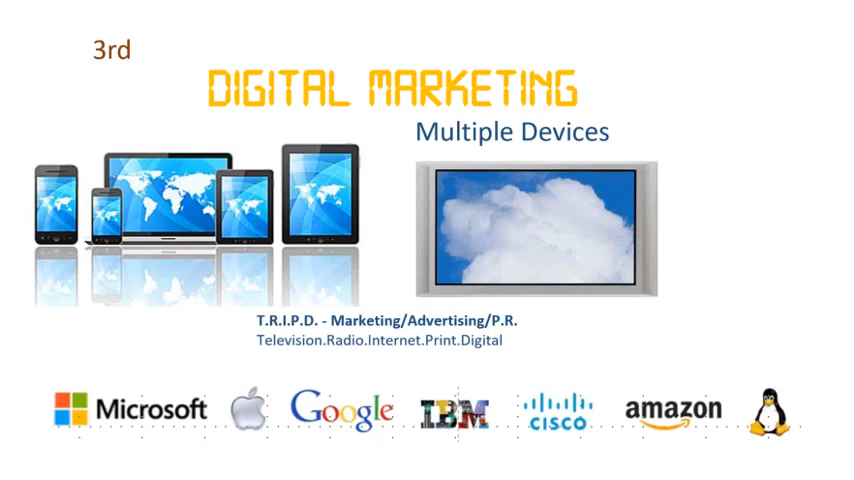 3rd
DIGITAL MARKETING
Multiple Devices
T.R.I.P.D. - Marketing/Advertising/P.R.
Television.Radio.Internet.Print.Digital
Microsoft Google IBM CISCO amazon